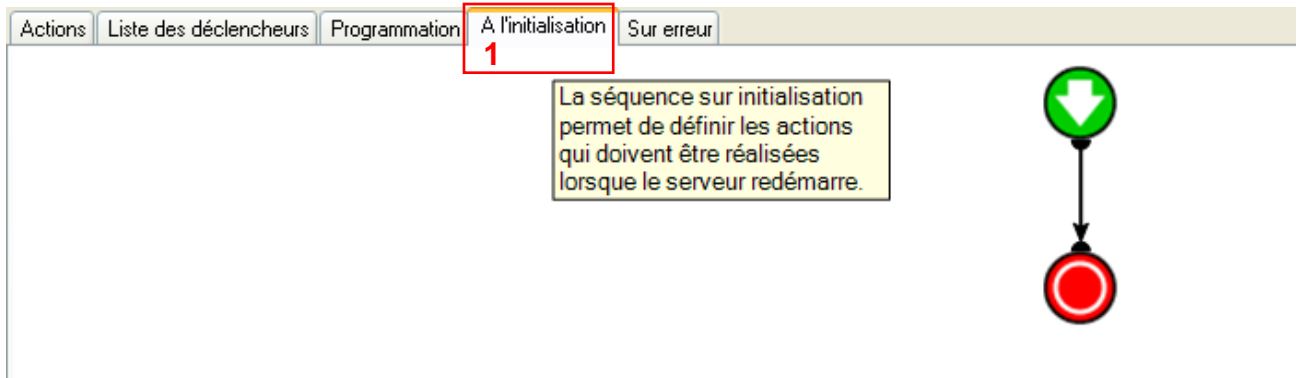 Actions Liste des déclencheurs Programmation A l'initialisation Sur erreur
1
La séquence sur initialisation
permet de définir les actions
qui doivent être réalisées
lorsque le serveur redémarre.